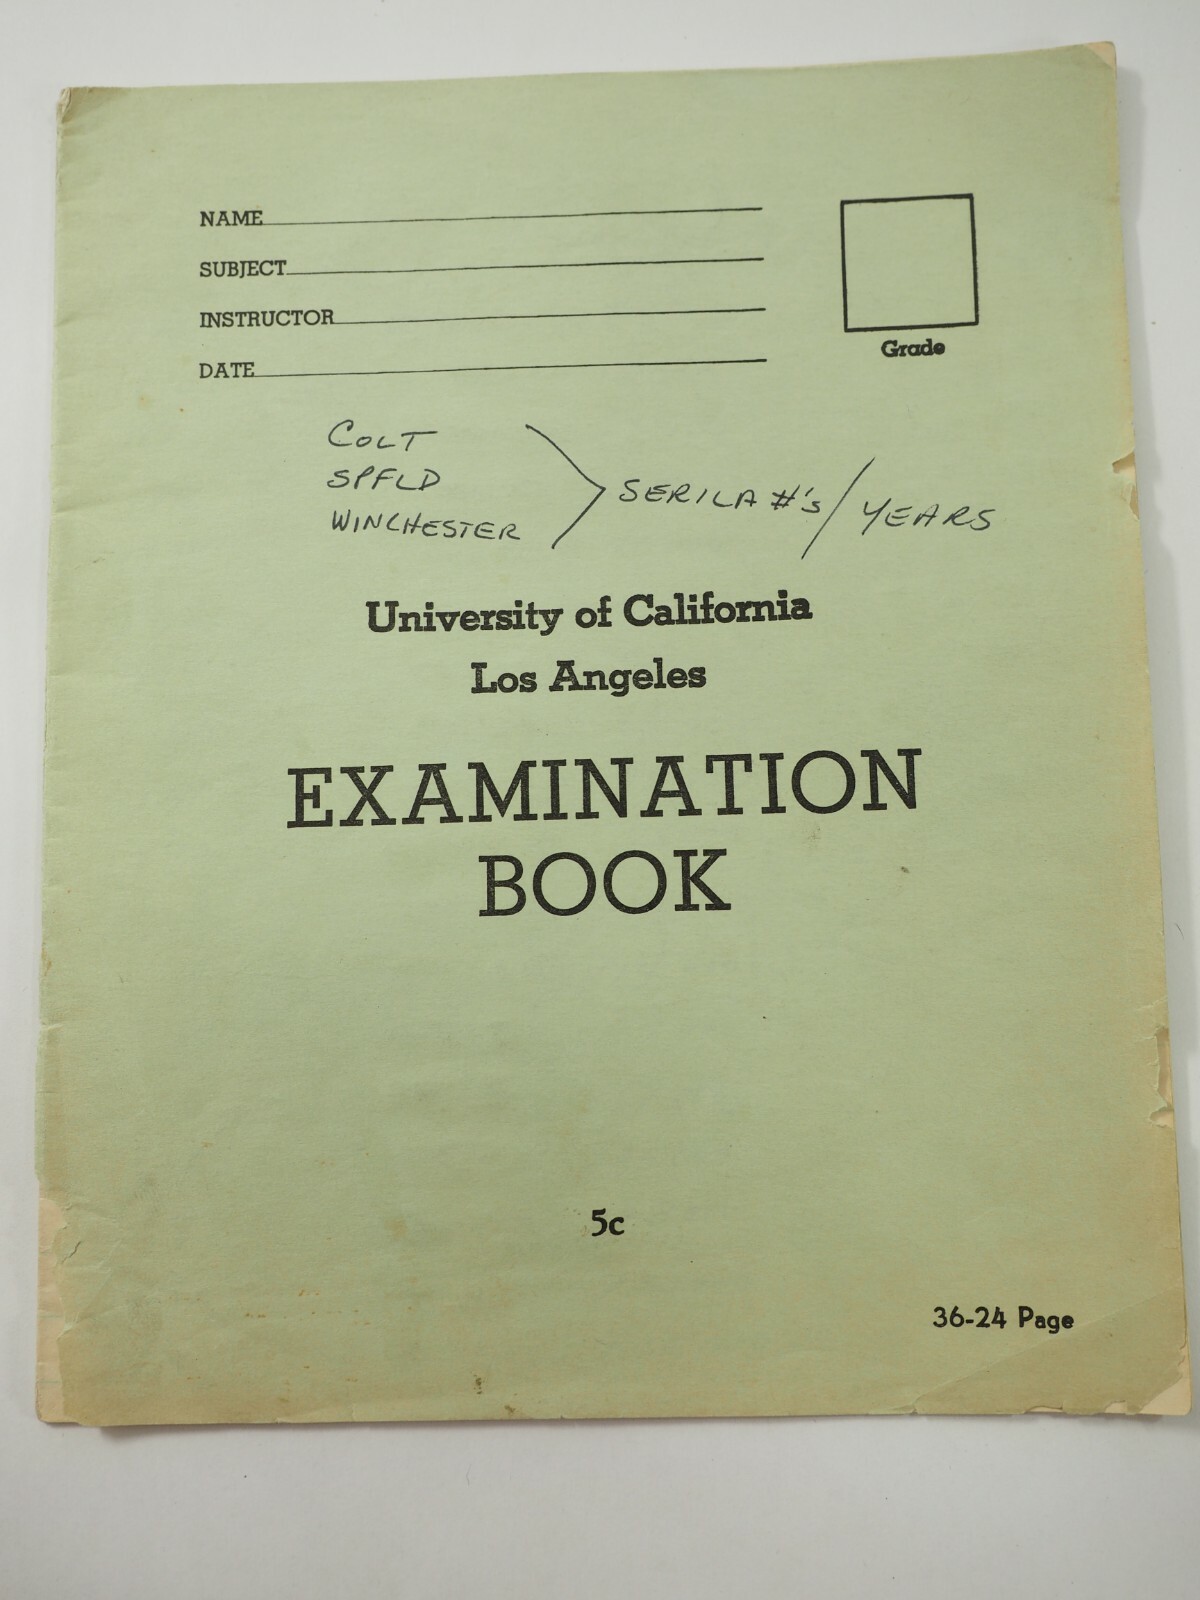 NAME
SUBJECT
INSTRUCTOR
DATE
Grade
COLT
SPFLD
WINCHESTER
SERILA #'s / YEARS
University of California
Los Angeles
EXAMINATION
BOOK
5c
36-24 Page